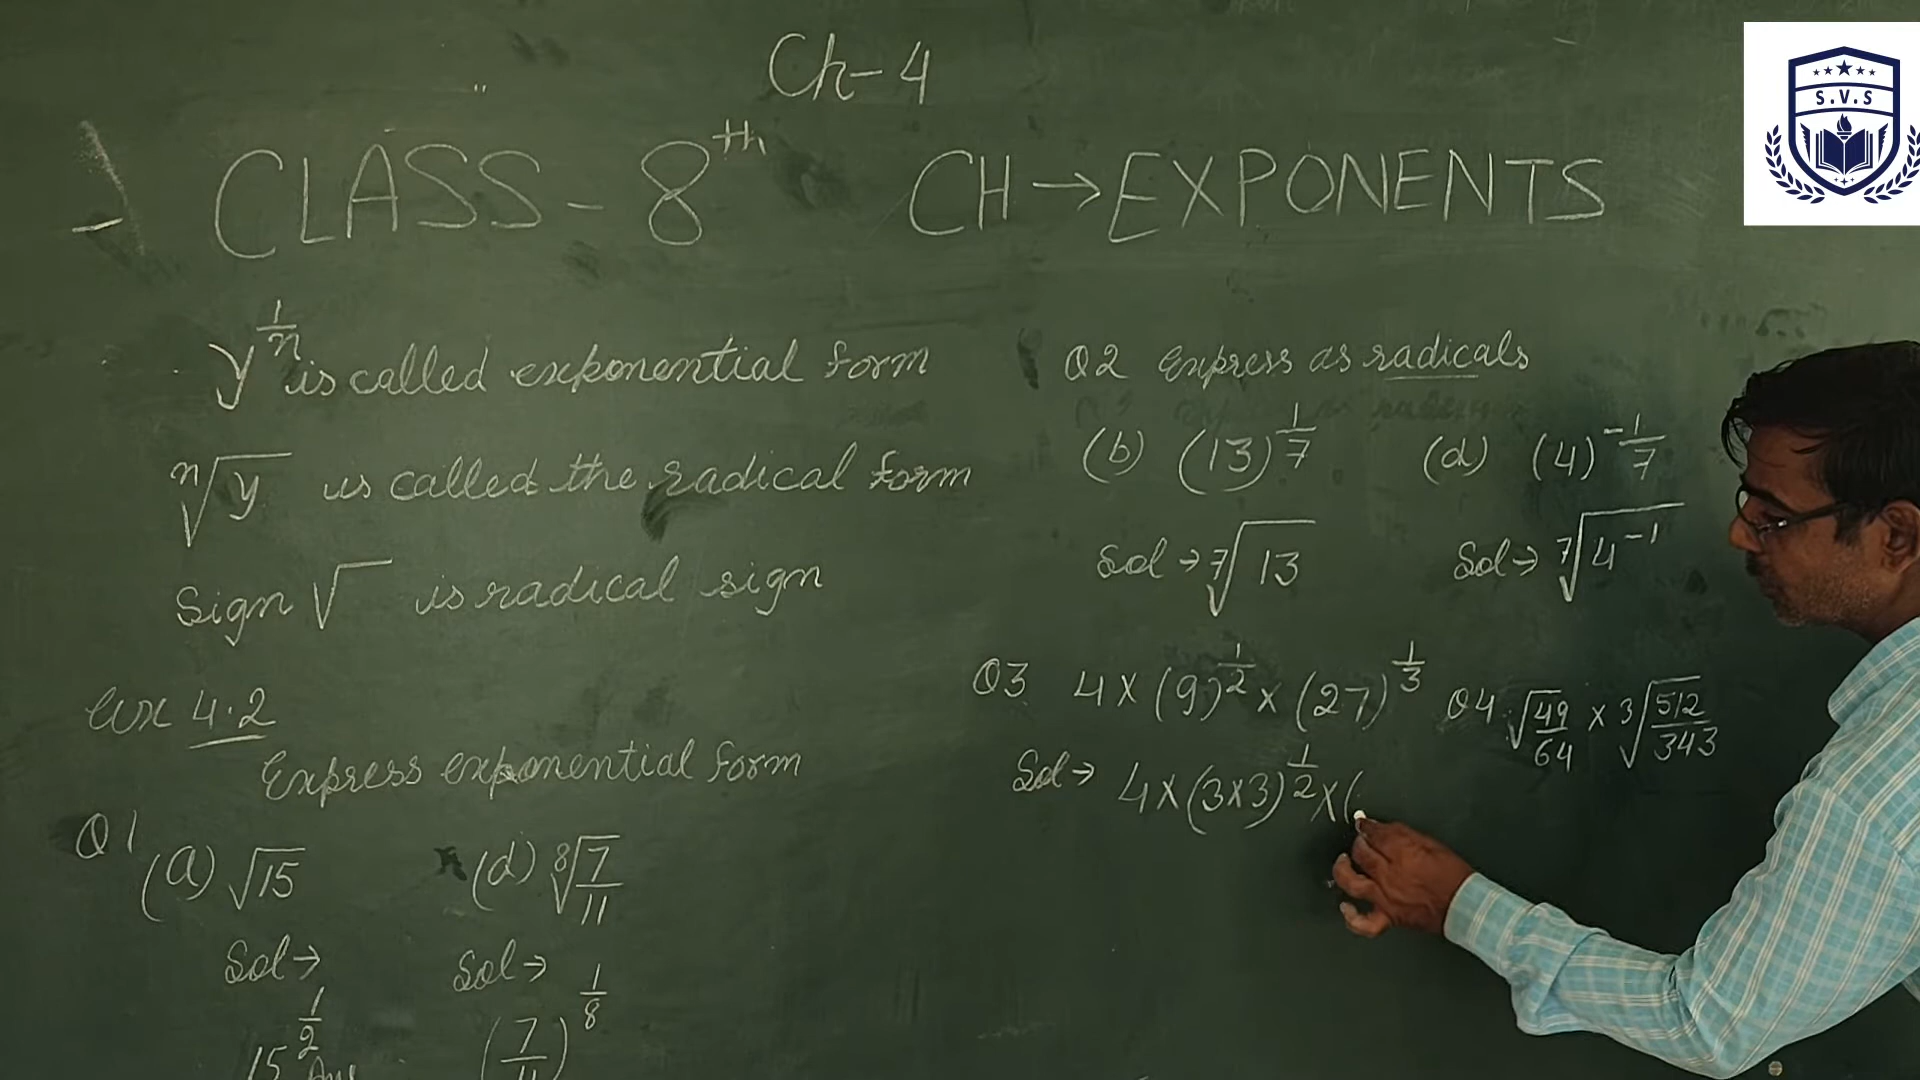 Ch-4
CLASS-8th CH→EXPONENTS
S.V.S
y^(1/n) is called exponential form
ⁿ√y is called the radical form
Sign √ is radical sign
Ex 4.2
Express exponential form
Q1 (a) √15 (d) ⁸√(7/11)
Sol→ Sol→
15^(1/2) Ans (7/11)^(1/8)
Q2 Express as radicals
(b) (13)^(1/7) (d) (4)^(-1/7)
Sol→ ⁷√13 Sol→ ⁷√4⁻¹
Q3 4×(9)^(1/2)×(27)^(1/3) Q4 √(49/64) × ³√(512/343)
Sol→ 4×(3×3)^(1/2)×(